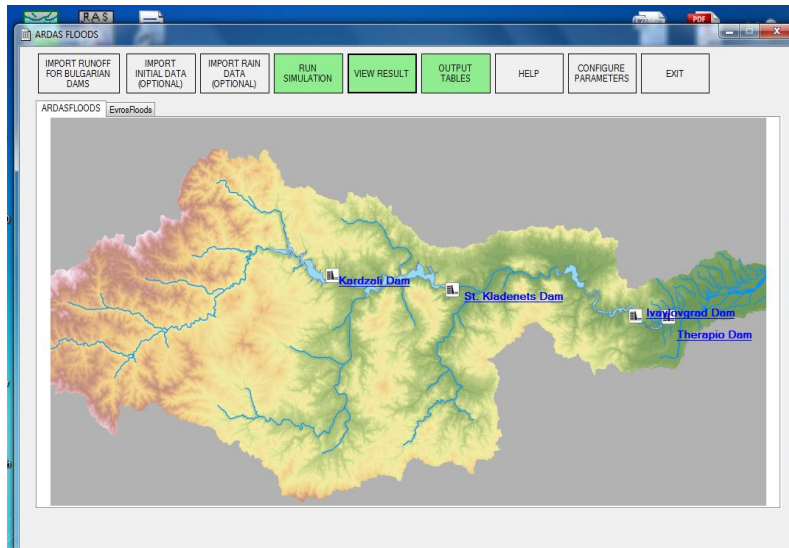 RAS
PDF
ARDAS FLOODS
IMPORT RUNOFF
FOR BULGARIAN
DAMS
IMPORT
INITIAL DATA
(OPTIONAL)
IMPORT RAIN
DATA
(OPTIONAL)
RUN
SIMULATION
VIEW RESULT
OUTPUT
TABLES
HELP
CONFIGURE
PARAMETERS
EXIT
ARDASFLOODS
EvrosFloods
Kardzali Dam
St. Kladenets Dam
Ivaylovgrad Dam
Therapio Dam